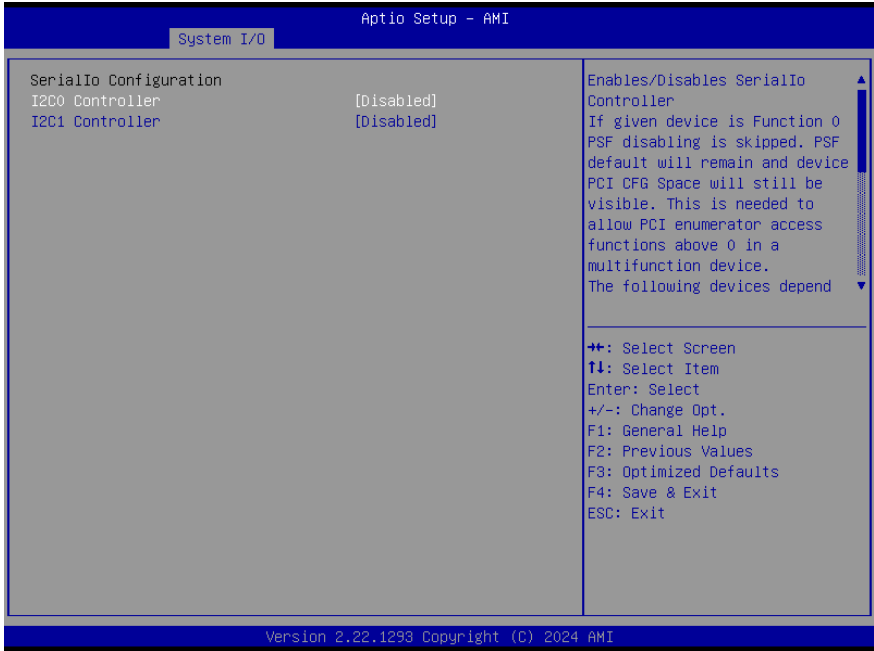 Aptio Setup – AMI
System I/O
SerialIo Configuration
I2C0 Controller [Disabled]
I2C1 Controller [Disabled]
Enables/Disables SerialIo
Controller
If given device is Function 0
PSF disabling is skipped. PSF
default will remain and device
PCI CFG Space will still be
visible. This is needed to
allow PCI enumerator access
functions above 0 in a
multifunction device.
The following devices depend
→←: Select Screen
↑↓: Select Item
Enter: Select
+/-: Change Opt.
F1: General Help
F2: Previous Values
F3: Optimized Defaults
F4: Save & Exit
ESC: Exit
Version 2.22.1293 Copyright (C) 2024 AMI